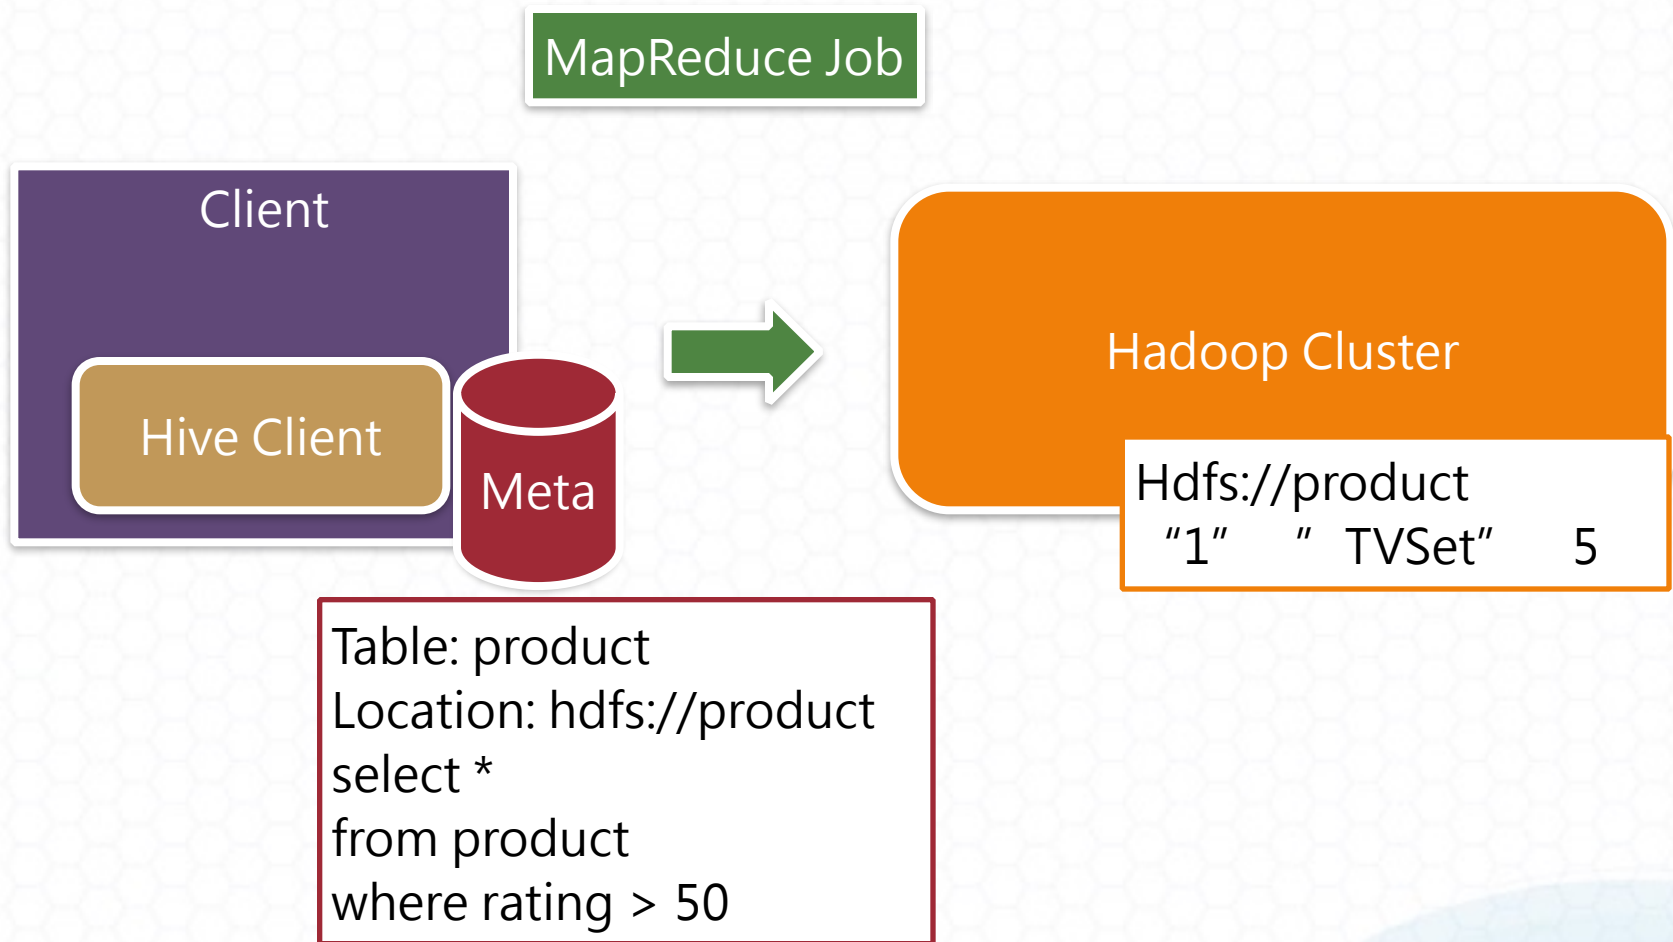 MapReduce Job
Client
Hive Client
Meta
Hadoop Cluster
Hdfs://product
“1” ” TVSet” 5
Table: product
Location: hdfs://product
select *
from product
where rating > 50